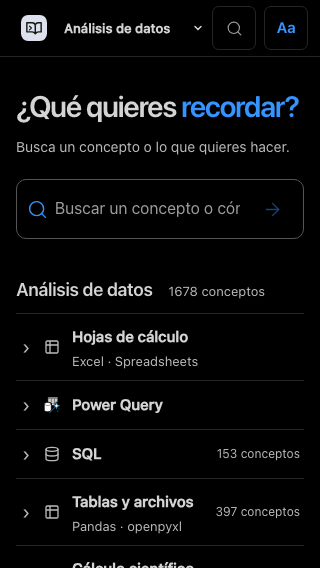 Análisis de datos
Aa
¿Qué quieres recordar?
Busca un concepto o lo que quieres hacer.
Buscar un concepto o cór
Análisis de datos 1678 conceptos
Hojas de cálculo
Excel · Spreadsheets
Power Query
SQL 153 conceptos
Tablas y archivos 397 conceptos
Pandas · openpyxl
Cálculo científico